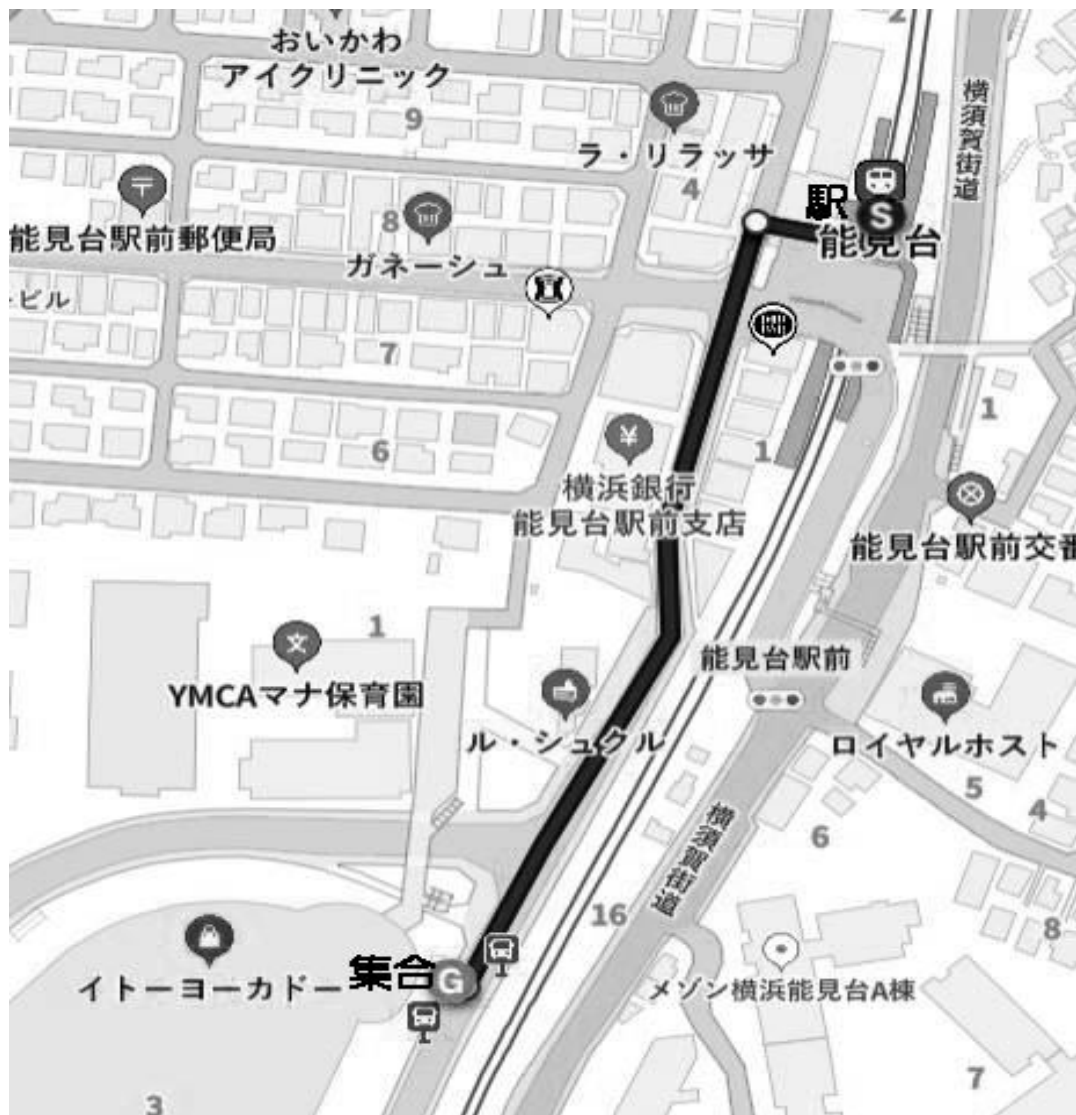 おいかわ
アイクリニック
2
横須賀街道
9
ラ・リラッサ
4
駅
S
能見台
〒
能見台駅前郵便局
8
ガネーシュ
ービル
7
6
¥
横浜銀行
能見台駅前支店
1
1
能見台駅前交番
文
1
YMCAマナ保育園
能見台駅前
ル・シュクル
ロイヤルホスト
5
4
6
横須賀街道
16
8
イトーヨーカドー
集合
G
メゾン横浜能見台A棟
7
3